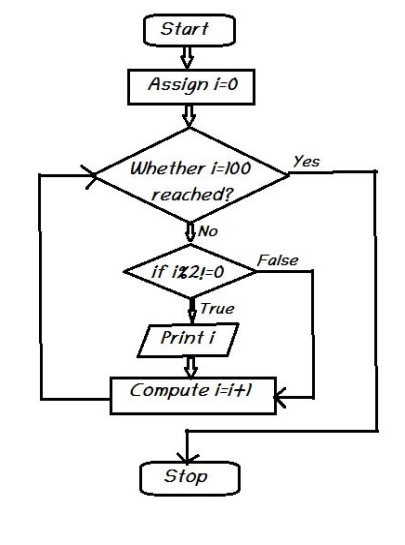 Start
Assign i=0
Whether i=100
reached?
Yes
No
if i%2!=0
False
True
Print i
Compute i=i+1
Stop